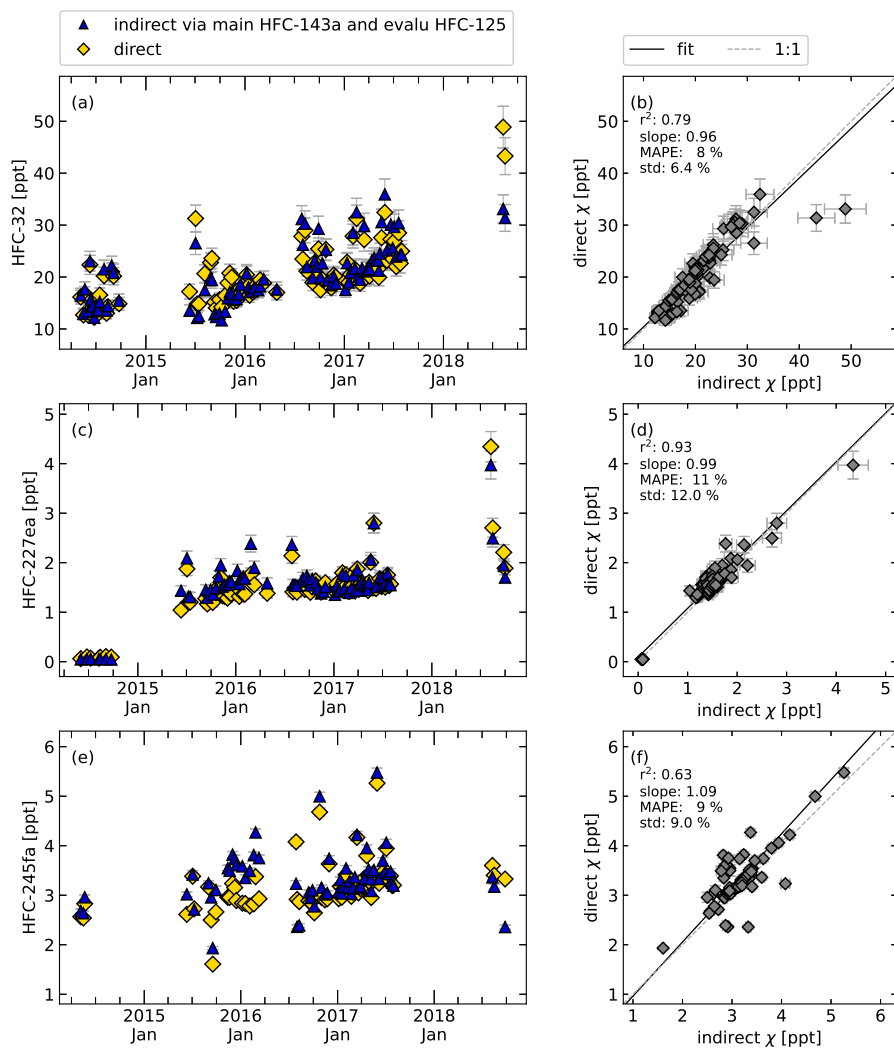 indirect via main HFC-143a and evalu HFC-125
direct
fit
1:1
(a)
HFC-32 [ppt]
50
40
30
20
10
2015
Jan
2016
Jan
2017
Jan
2018
Jan
(b)
r²: 0.79
slope: 0.96
MAPE: 8 %
std: 6.4 %
direct χ [ppt]
50
40
30
20
10
10
20
30
40
50
indirect χ [ppt]
(c)
HFC-227ea [ppt]
5
4
3
2
1
0
2015
Jan
2016
Jan
2017
Jan
2018
Jan
(d)
r²: 0.93
slope: 0.99
MAPE: 11 %
std: 12.0 %
direct χ [ppt]
5
4
3
2
1
0
0
1
2
3
4
5
indirect χ [ppt]
(e)
HFC-245fa [ppt]
6
5
4
3
2
1
2015
Jan
2016
Jan
2017
Jan
2018
Jan
(f)
r²: 0.63
slope: 1.09
MAPE: 9 %
std: 9.0 %
direct χ [ppt]
6
5
4
3
2
1
1
2
3
4
5
6
indirect χ [ppt]